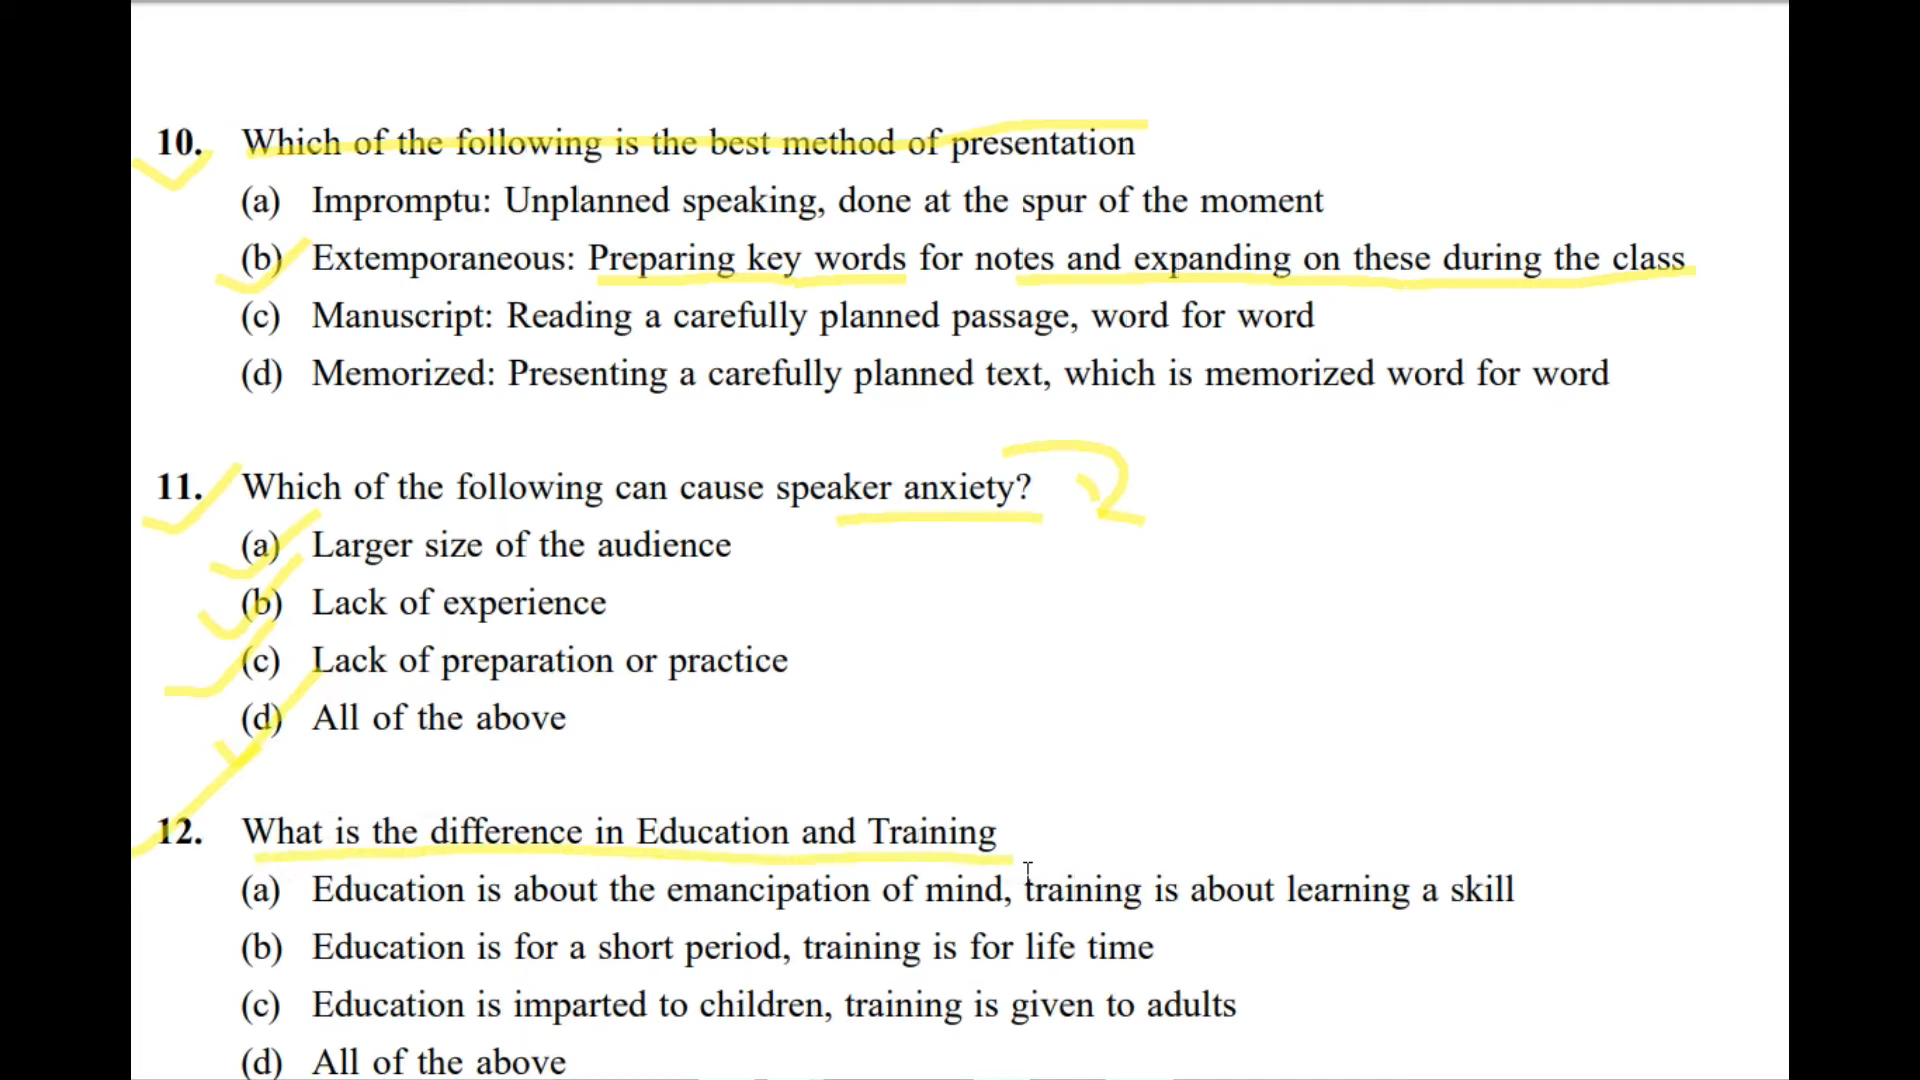 10. Which of the following is the best method of presentation
(a) Impromptu: Unplanned speaking, done at the spur of the moment
(b) Extemporaneous: Preparing key words for notes and expanding on these during the class
(c) Manuscript: Reading a carefully planned passage, word for word
(d) Memorized: Presenting a carefully planned text, which is memorized word for word
11. Which of the following can cause speaker anxiety?
(a) Larger size of the audience
(b) Lack of experience
(c) Lack of preparation or practice
(d) All of the above
12. What is the difference in Education and Training
(a) Education is about the emancipation of mind, training is about learning a skill
(b) Education is for a short period, training is for life time
(c) Education is imparted to children, training is given to adults
(d) All of the above